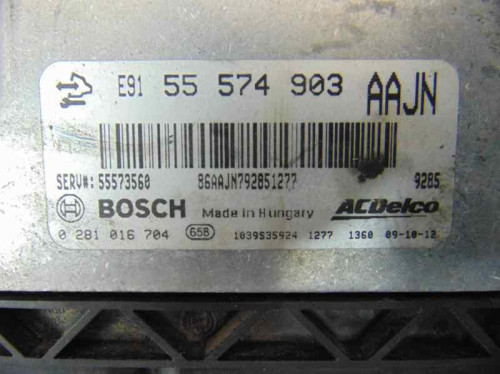 E91 55 574 903 AAJN
SERV#: 55573560 86AAJN792851277 9285
BOSCH Made in Hungary ACDelco
0 281 016 704 658 1039S35924 1277 1360 09-10-12